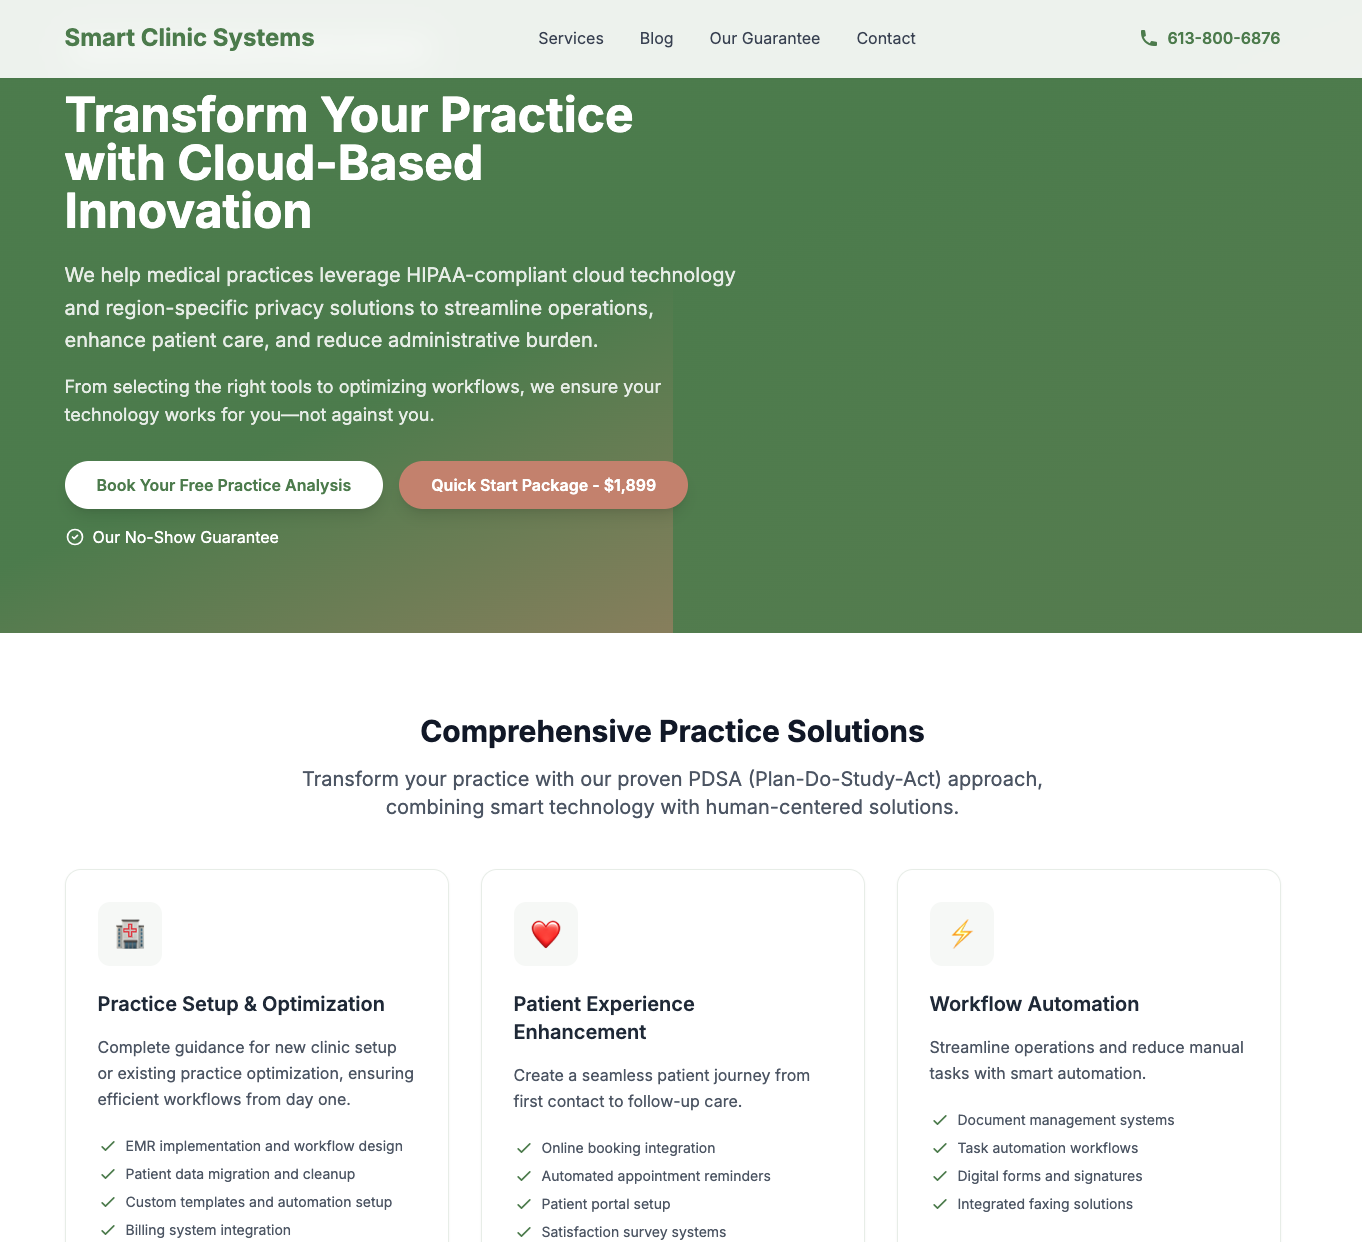 Smart Clinic Systems
Services
Blog
Our Guarantee
Contact
613-800-6876
Transform Your Practice
with Cloud-Based
Innovation
We help medical practices leverage HIPAA-compliant cloud technology
and region-specific privacy solutions to streamline operations,
enhance patient care, and reduce administrative burden.
From selecting the right tools to optimizing workflows, we ensure your
technology works for you—not against you.
Book Your Free Practice Analysis
Quick Start Package - $1,899
Our No-Show Guarantee
Comprehensive Practice Solutions
Transform your practice with our proven PDSA (Plan-Do-Study-Act) approach,
combining smart technology with human-centered solutions.
Practice Setup & Optimization
Complete guidance for new clinic setup
or existing practice optimization, ensuring
efficient workflows from day one.
EMR implementation and workflow design
Patient data migration and cleanup
Custom templates and automation setup
Billing system integration
Patient Experience
Enhancement
Create a seamless patient journey from
first contact to follow-up care.
Online booking integration
Automated appointment reminders
Patient portal setup
Satisfaction survey systems
Workflow Automation
Streamline operations and reduce manual
tasks with smart automation.
Document management systems
Task automation workflows
Digital forms and signatures
Integrated faxing solutions